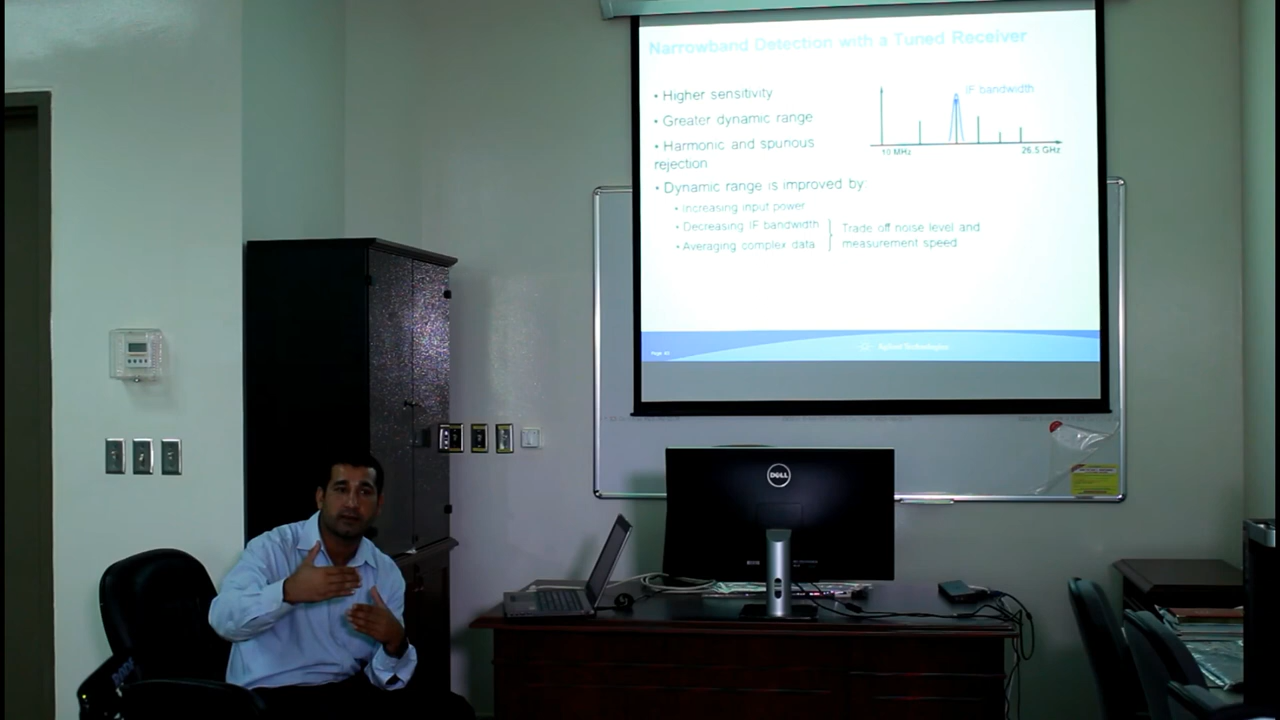 Narrowband Detection with a Tuned Receiver
• Higher sensitivity
• Greater dynamic range
• Harmonic and spurious
rejection
• Dynamic range is improved by:
• Increasing input power
• Decreasing IF bandwidth
• Averaging complex data
Trade off noise level and
measurement speed
IF bandwidth
10 MHz
26.5 GHz
Agilent Technologies
DELL